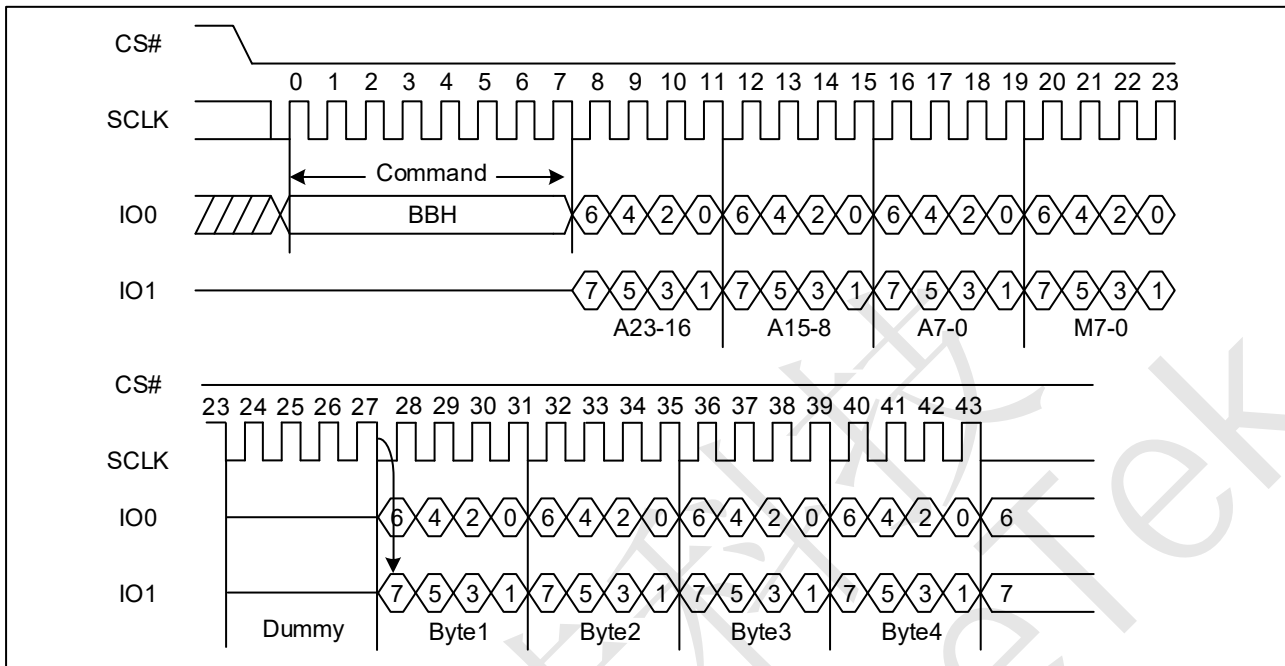 CS#
0 1 2 3 4 5 6 7 8 9 10 11 12 13 14 15 16 17 18 19 20 21 22 23
SCLK
Command
IO0 BBH 6 4 2 0 6 4 2 0 6 4 2 0 6 4 2 0
IO1 7 5 3 1 7 5 3 1 7 5 3 1 7 5 3 1
A23-16 A15-8 A7-0 M7-0
CS#
23 24 25 26 27 28 29 30 31 32 33 34 35 36 37 38 39 40 41 42 43
SCLK
IO0 6 4 2 0 6 4 2 0 6 4 2 0 6 4 2 0 6
IO1 7 5 3 1 7 5 3 1 7 5 3 1 7 5 3 1 7
Dummy Byte1 Byte2 Byte3 Byte4
科技
eTek